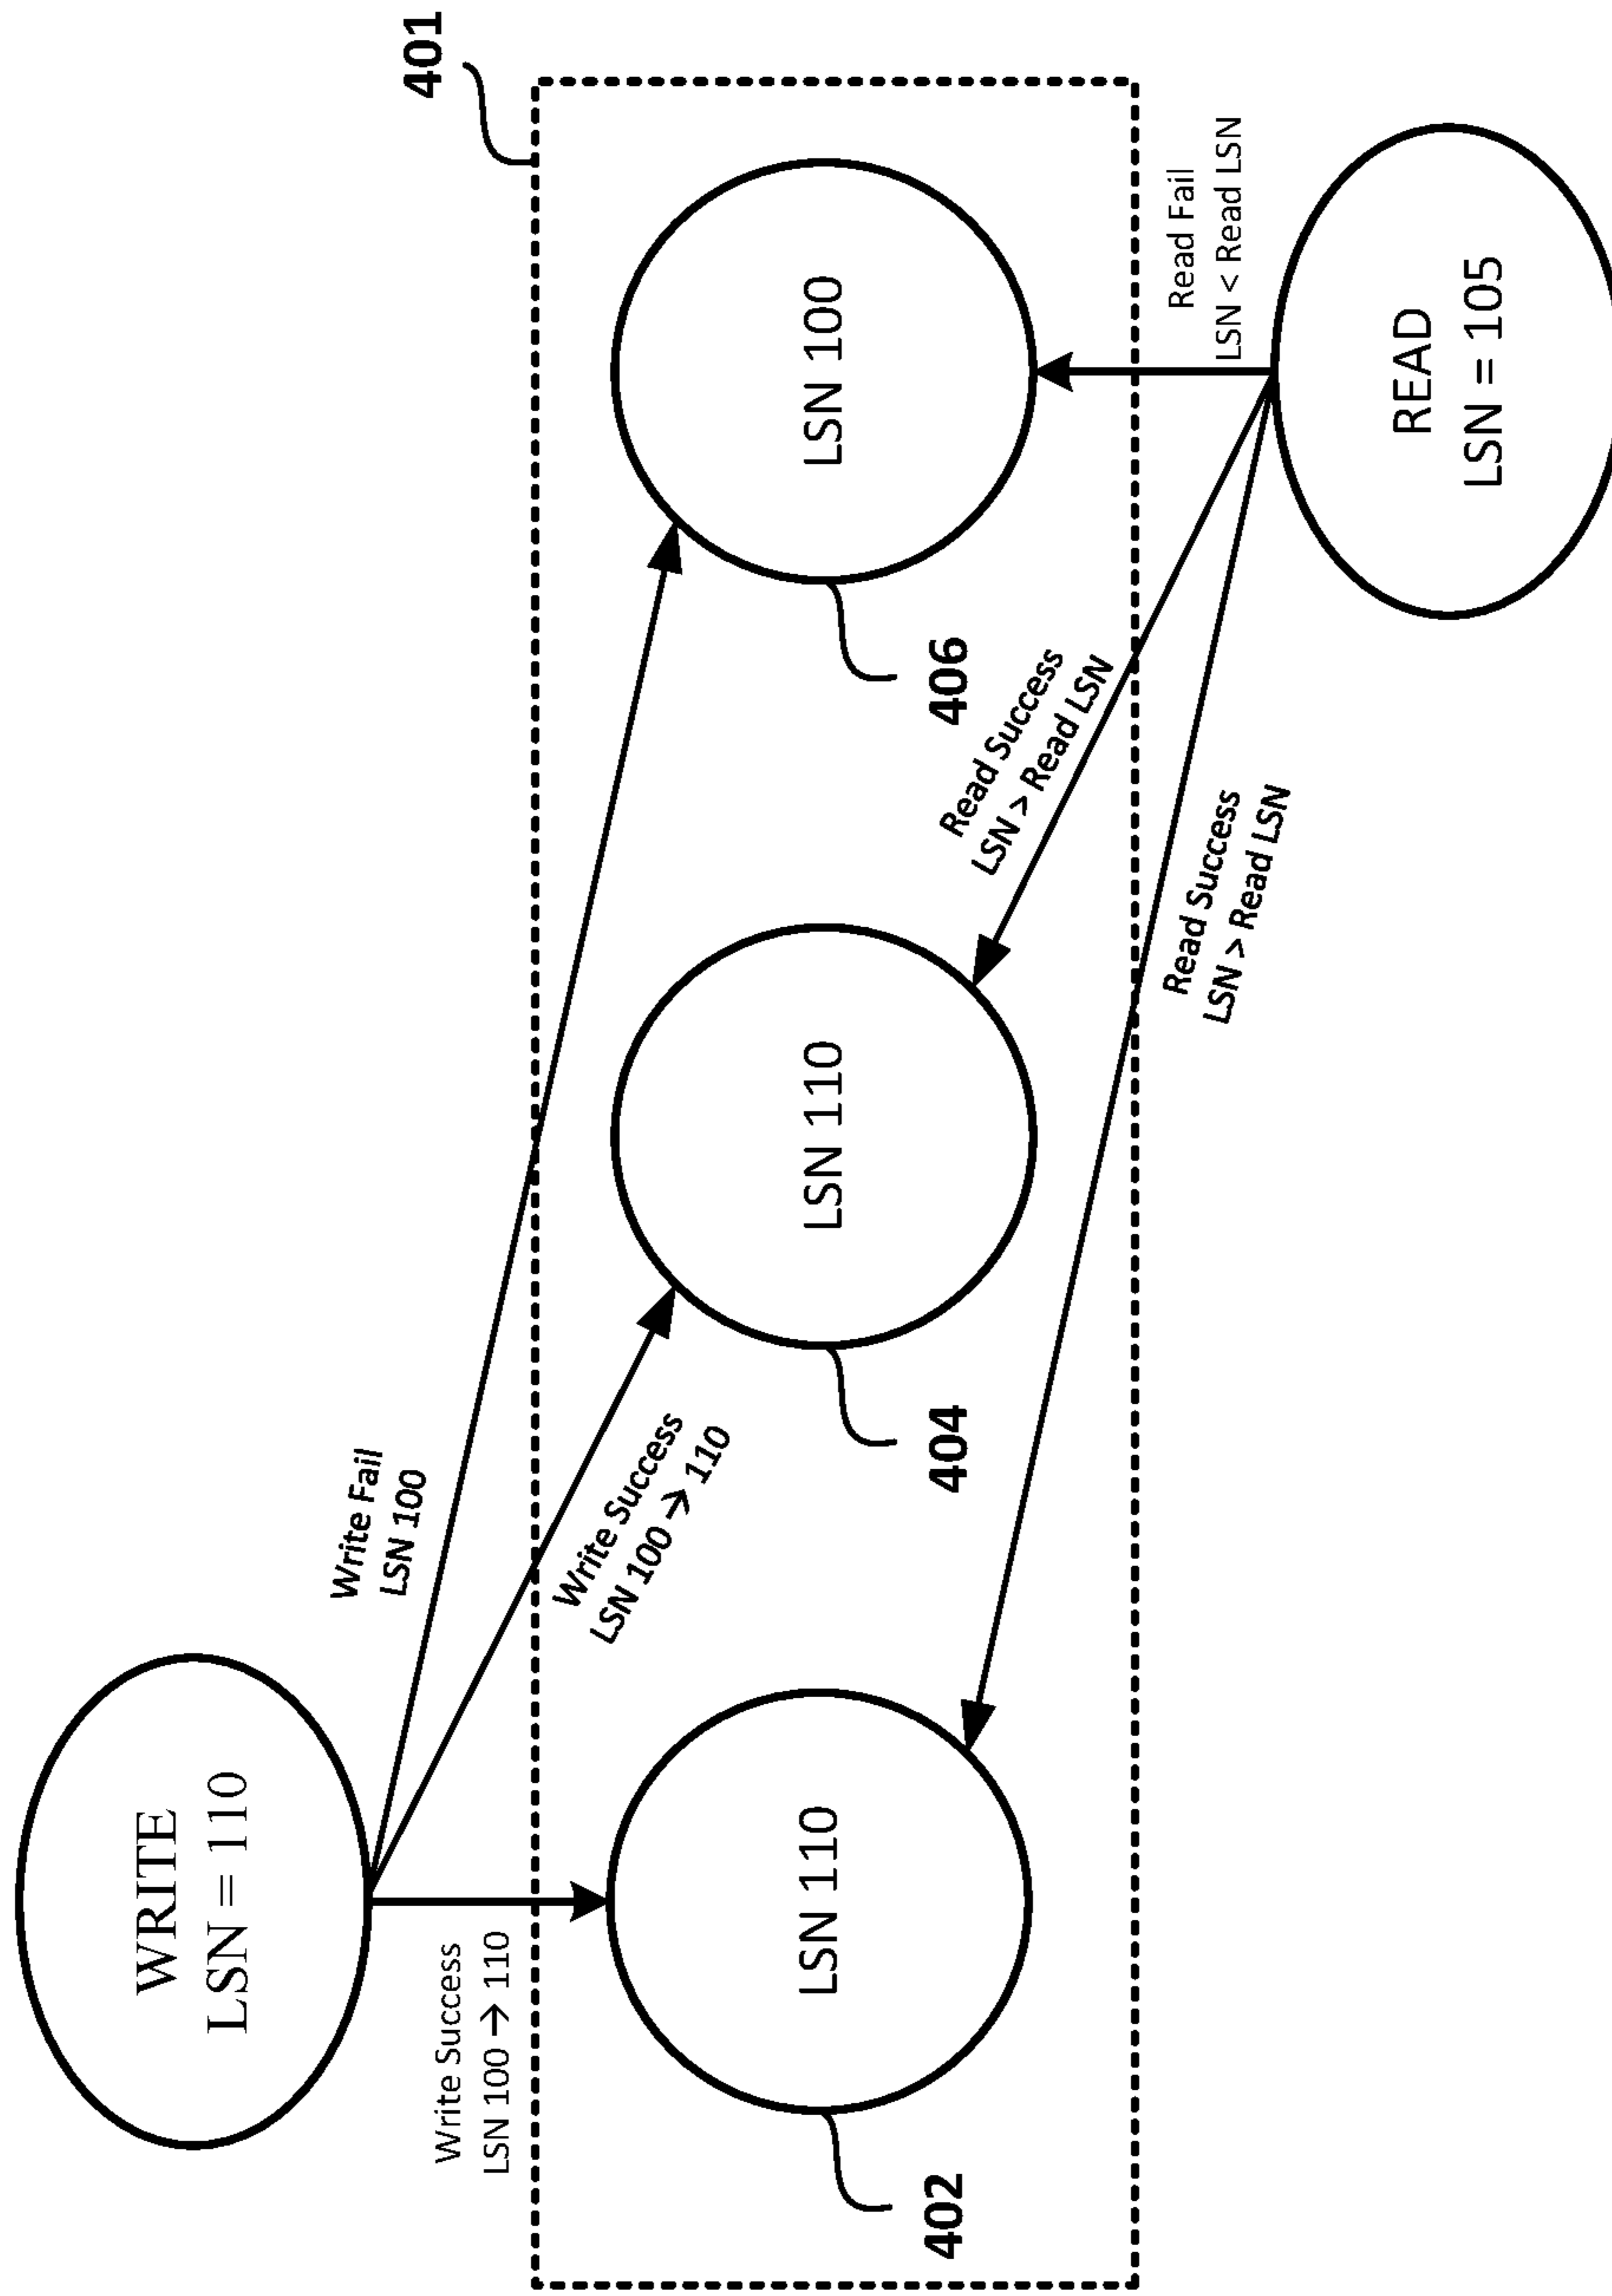 401
WRITE
LSN = 110
Write Fail
LSN 100
Write Success
LSN 100 → 110
Write Success
LSN 100 → 110
LSN 110
LSN 110
LSN 100
402
404
406
Read Success
LSN > Read LSN
Read Success
LSN > Read LSN
Read Fail
LSN < Read LSN
READ
LSN = 105